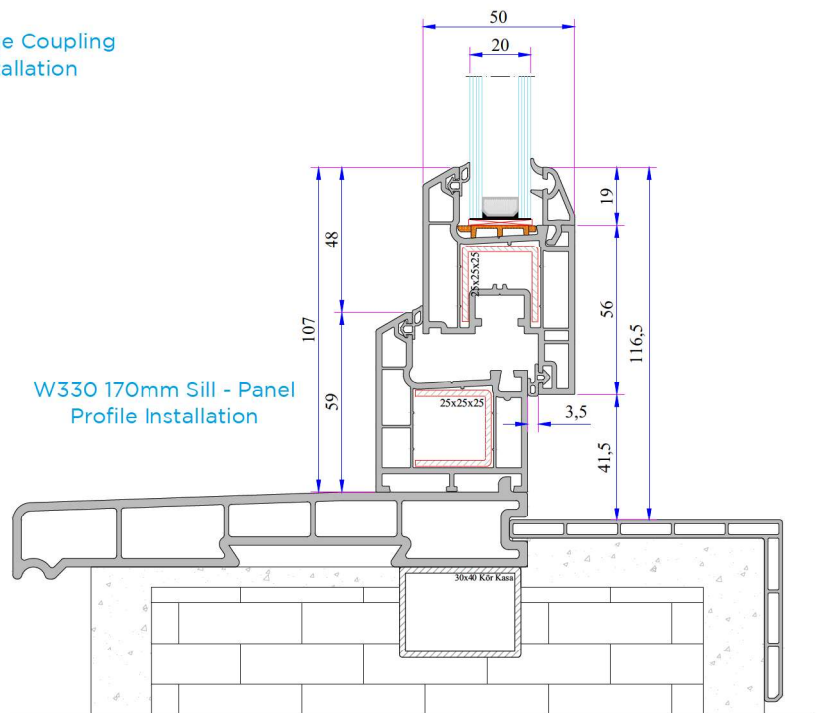 e Coupling
allation
50
20
19
48
25x25x25
56
107
116,5
W330 170mm Sill - Panel
Profile Installation
59
25x25x25
3,5
41,5
30x40 Kör Kasa